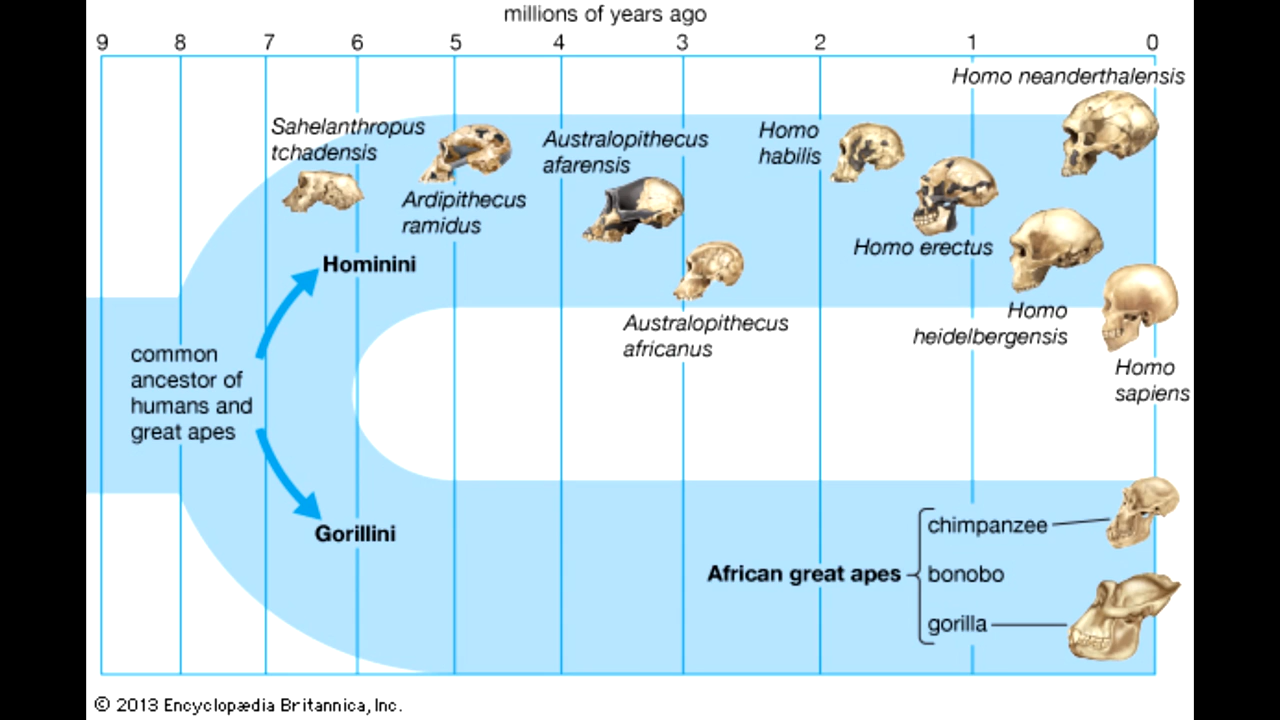 millions of years ago
9 8 7 6 5 4 3 2 1 0
Homo neanderthalensis
Sahelanthropus
tchadensis
Ardipithecus
ramidus
Australopithecus
afarensis
Homo
habilis
Homo erectus
Hominini
Australopithecus
africanus
Homo
heidelbergensis
Homo
sapiens
common
ancestor of
humans and
great apes
Gorillini
African great apes
chimpanzee
bonobo
gorilla
© 2013 Encyclopædia Britannica, Inc.